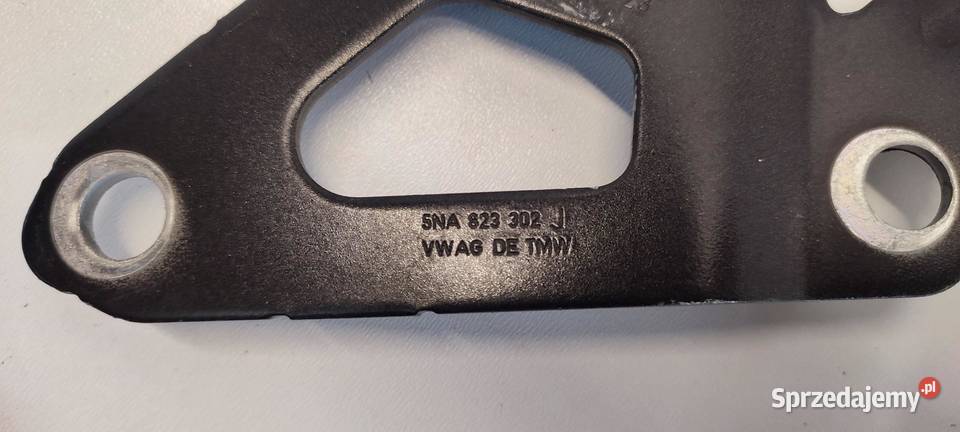 5NA 823 302 J
VWAG DE TMW
Sprzedajemy.pl